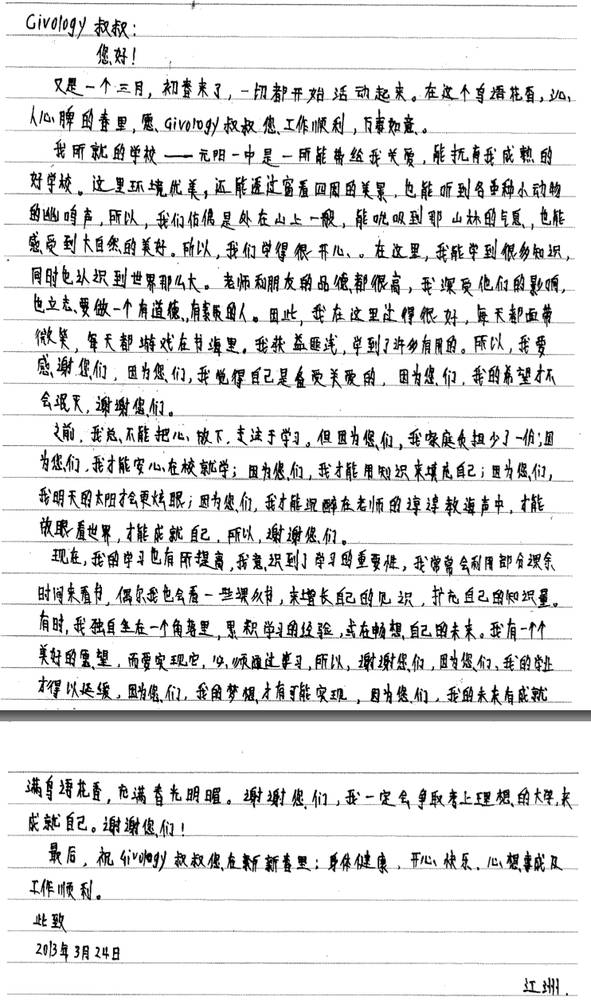 Givology 叔叔：
您好！
又是一个三月，初春来了，一切都开始活动起来。在这个鸟语花香，沁
人心脾的春里，愿 Givology 叔叔您工作顺利，万事如意。
我所就的学校——元阳一中是一所能带给我关爱，能抚育我成熟的
好学校。这里环境优美，还能透过窗看四周的美景，也能听到各种小动物
的幽鸣声，所以，我们仿佛是处在山上一般，能呼吸到那山林的气息，也能
感受到大自然的美好。所以，我们觉得很开心、。在这里，我能学到很多知识，
同时也认识到世界那么大。老师和朋友的品德都很高，我深受他们的影响，
也立志、要做一个有道德、有素质的人。因此，我在这里过得很好，每天都面带
微笑，每天都游戏在书海里。我获益匪浅，学到了许多有用的。所以，我要
感谢您们，因为您们，我觉得自己是备受关爱的，因为您们，我的希望才不
会泯灭，谢谢您们。
之前，我总不能把心放下，专注于学习。但因为您们，我家庭负担少了一份；因
为您们，我才能安心在校就学；因为您们，我才能用知识来填充自己；因为您们，
我明天的太阳才会更炫眼；因为您们，我才能沉醉在老师的谆谆教诲声中，才能
放眼看世界，才能成就自己，所以，谢谢您们。
现在，我的学习也有所提高，我意识到了学习的重要性，我常常会利用部分课余
时间来看书，偶尔我也会看一些课外书，来增长自己的见识，扩充自己的知识量。
有时，我独自坐在一个角落里，累积学习的经验，或在畅想自己的未来。我有一个个
美好的愿望，而要实现它，必须通过学习，所以，谢谢您们，因为您们，我的学业
才得以延缓，因为您们，我的梦想才有可能实现，因为您们，我的未来有成就
满鸟语花香，充满春光明媚。谢谢您们，我一定会争取考上理想的大学，来
成就自己。谢谢您们！
最后，祝 Givology 叔叔您在新新春里：身体健康，开心快乐，心想事成及
工作顺利。
此致
2013年3月24日
江洲.